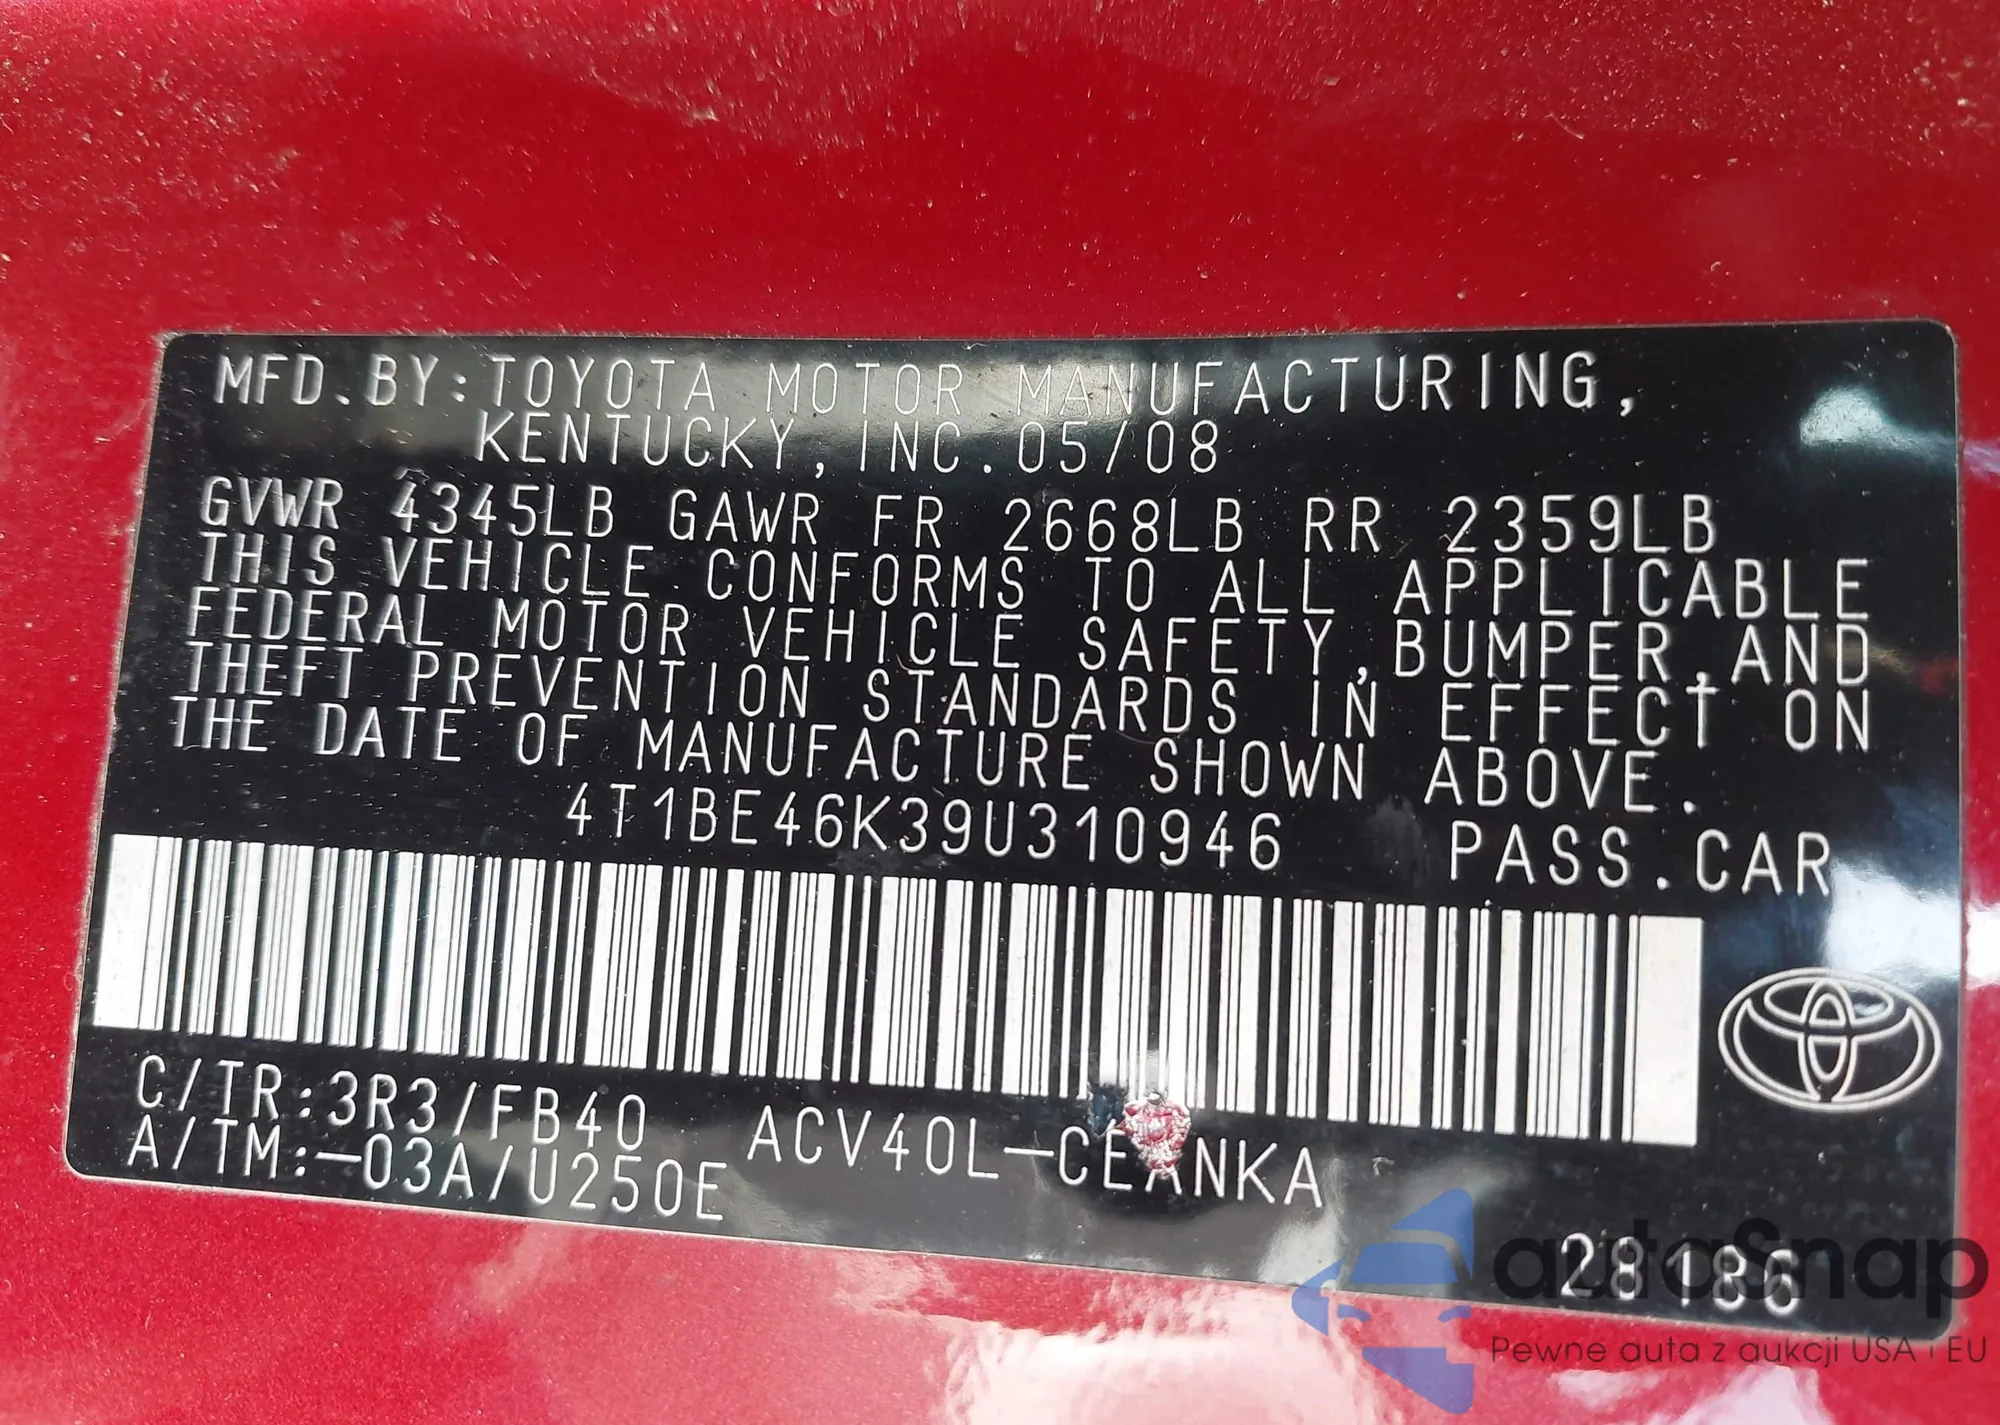 MFD.BY:TOYOTA MOTOR MANUFACTURING,
KENTUCKY, INC. 05/08
GVWR 4345LB GAWR FR 2668LB RR 2359LB
THIS VEHICLE CONFORMS TO ALL APPLICABLE
FEDERAL MOTOR VEHICLE SAFETY,BUMPER,AND
THEFT PREVENTION STANDARDS IN EFFECT ON
THE DATE OF MANUFACTURE SHOWN ABOVE.
4T1BE46K39U310946 PASS.CAR
C/TR:3R3/FB40 ACV40L-CEANKA
A/TM:-03A/U250E
28186
autoSnap
Pewne auta z aukcji USA i EU